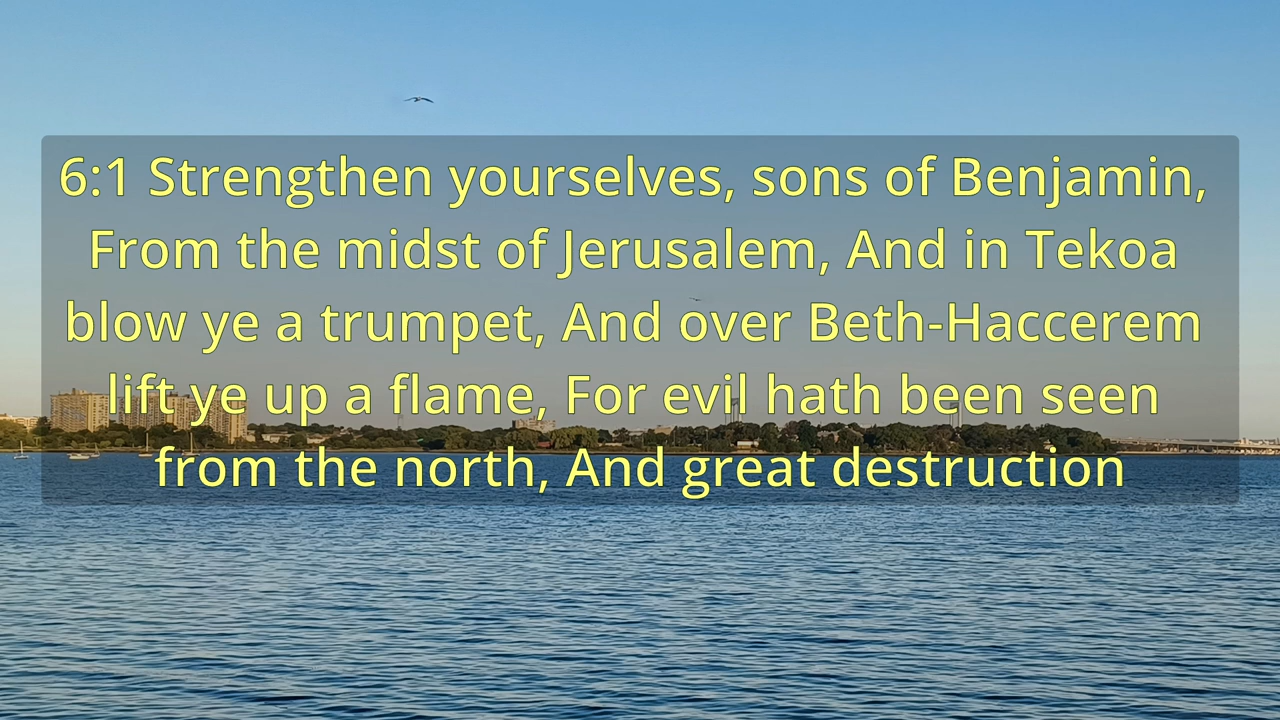 6:1 Strengthen yourselves, sons of Benjamin,
From the midst of Jerusalem, And in Tekoa
blow ye a trumpet, And over Beth-Haccerem
lift ye up a flame, For evil hath been seen
from the north, And great destruction